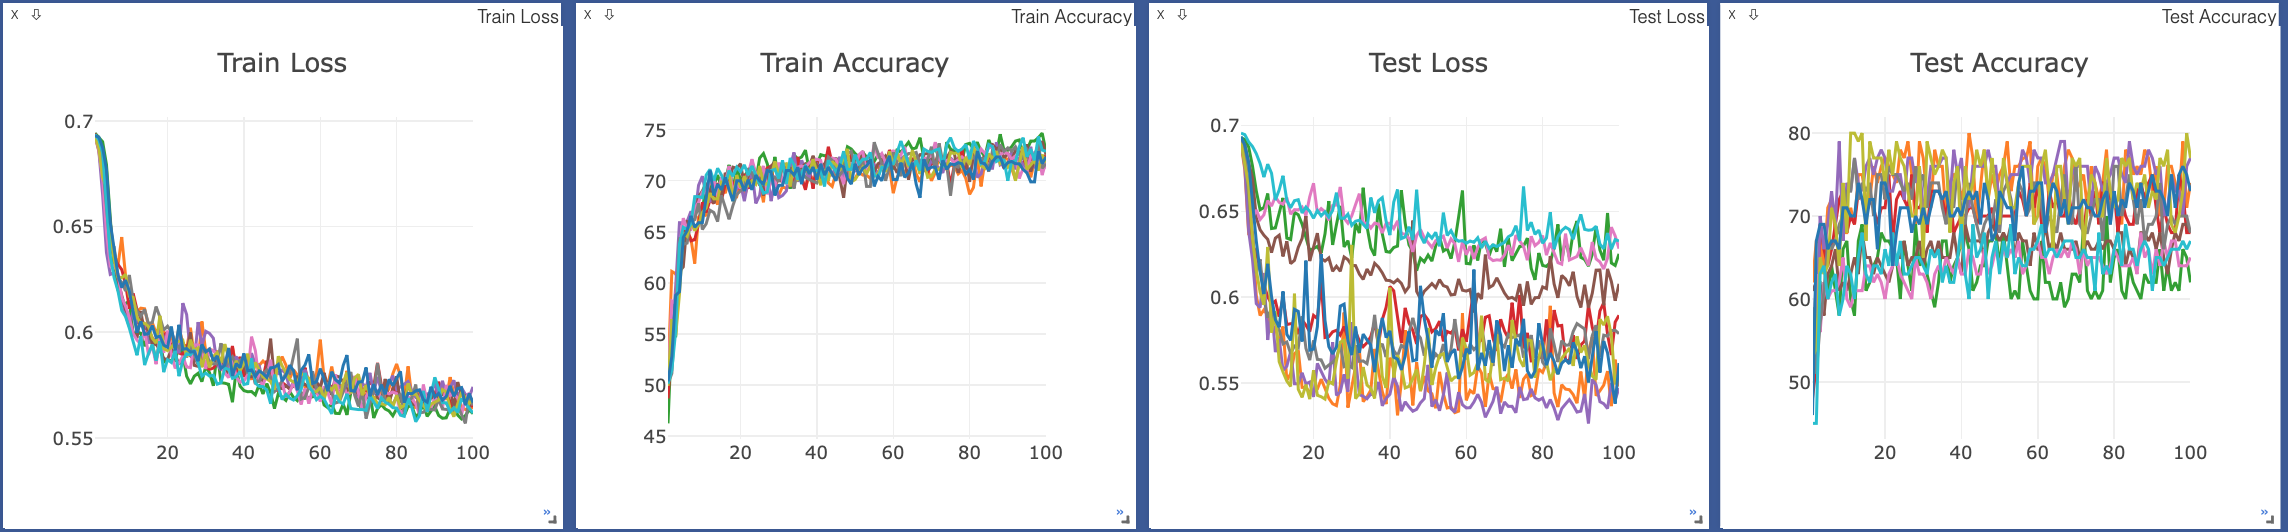 X ⇩ Train Loss
Train Loss
0.7
0.65
0.6
0.55
20 40 60 80 100
»
X ⇩ Train Accuracy
Train Accuracy
75
70
65
60
55
50
45
20 40 60 80 100
»
X ⇩ Test Loss
Test Loss
0.7
0.65
0.6
0.55
20 40 60 80 100
»
X ⇩ Test Accuracy
Test Accuracy
80
70
60
50
20 40 60 80 100
»